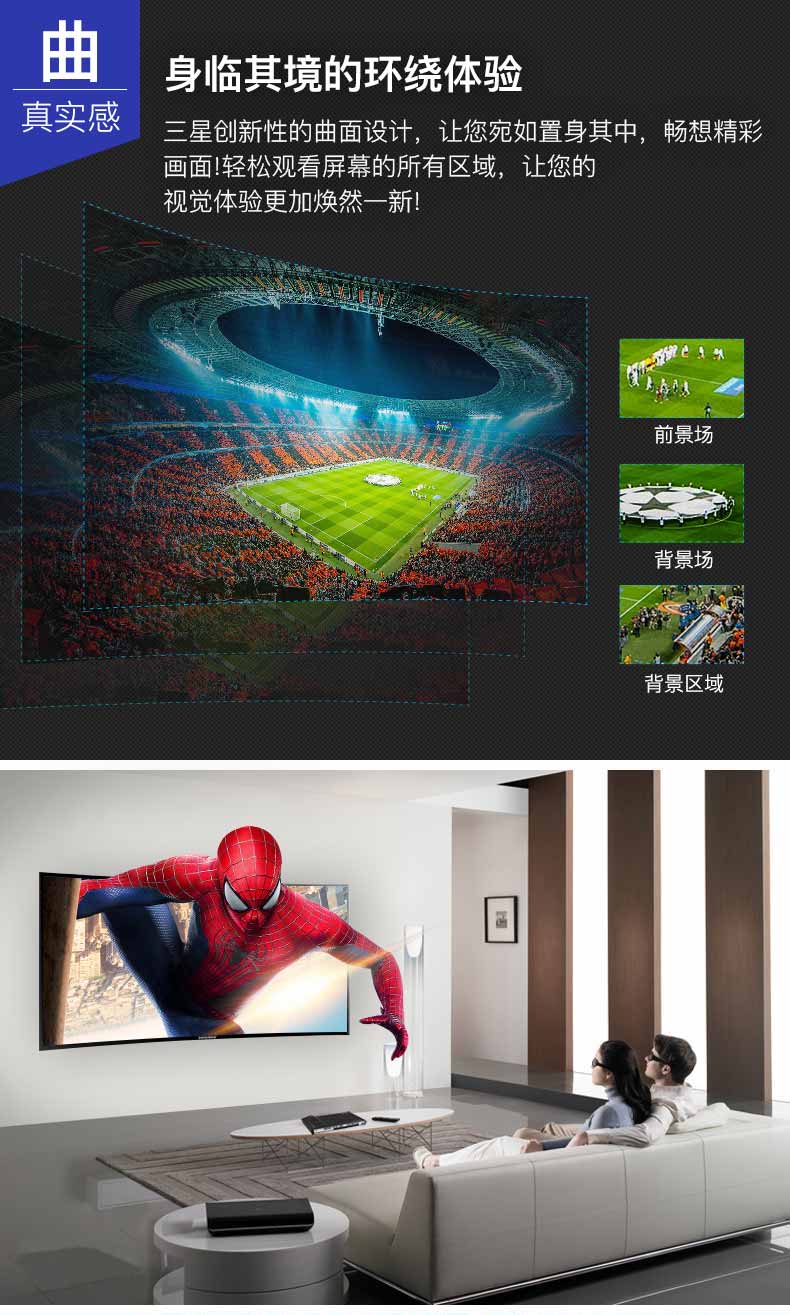 曲
真实感
身临其境的环绕体验
三星创新性的曲面设计，让您宛如置身其中，畅想精彩
画面!轻松观看屏幕的所有区域，让您的
视觉体验更加焕然一新!
前景场
背景场
背景区域